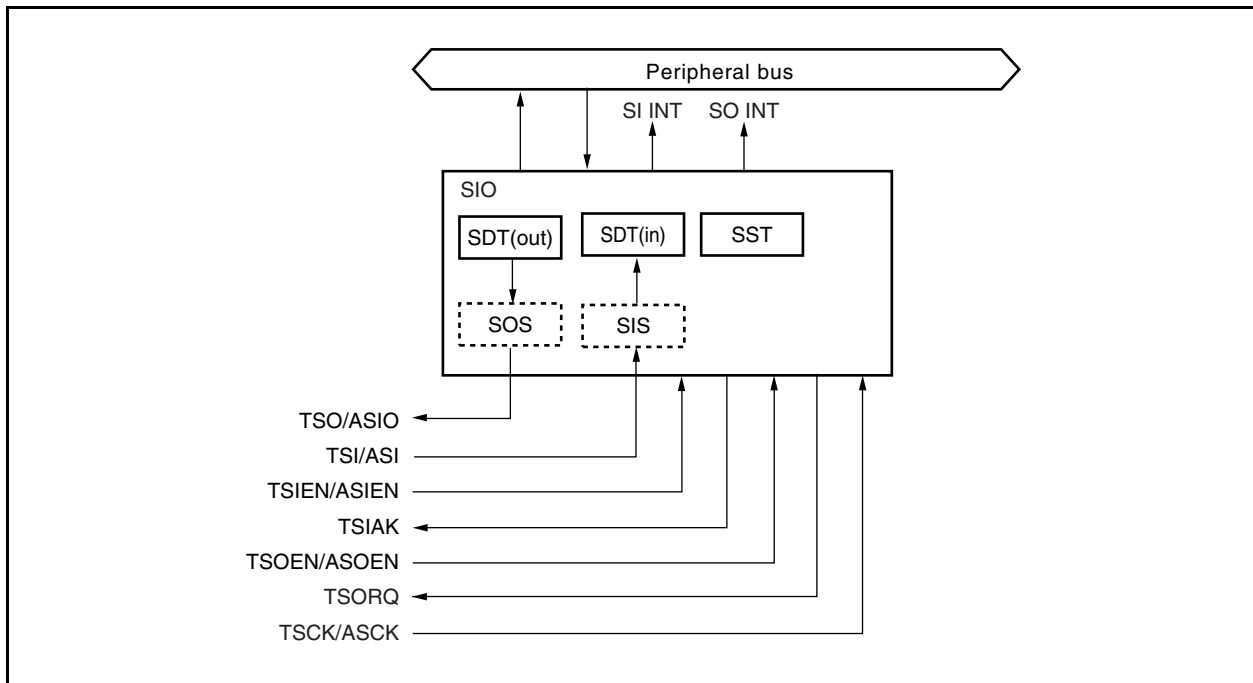 Peripheral bus
SI INT
SO INT
SIO
SDT(out)
SDT(in)
SST
SOS
SIS
TSO/ASIO
TSI/ASI
TSIEN/ASIEN
TSIAK
TSOEN/ASOEN
TSORQ
TSCK/ASCK